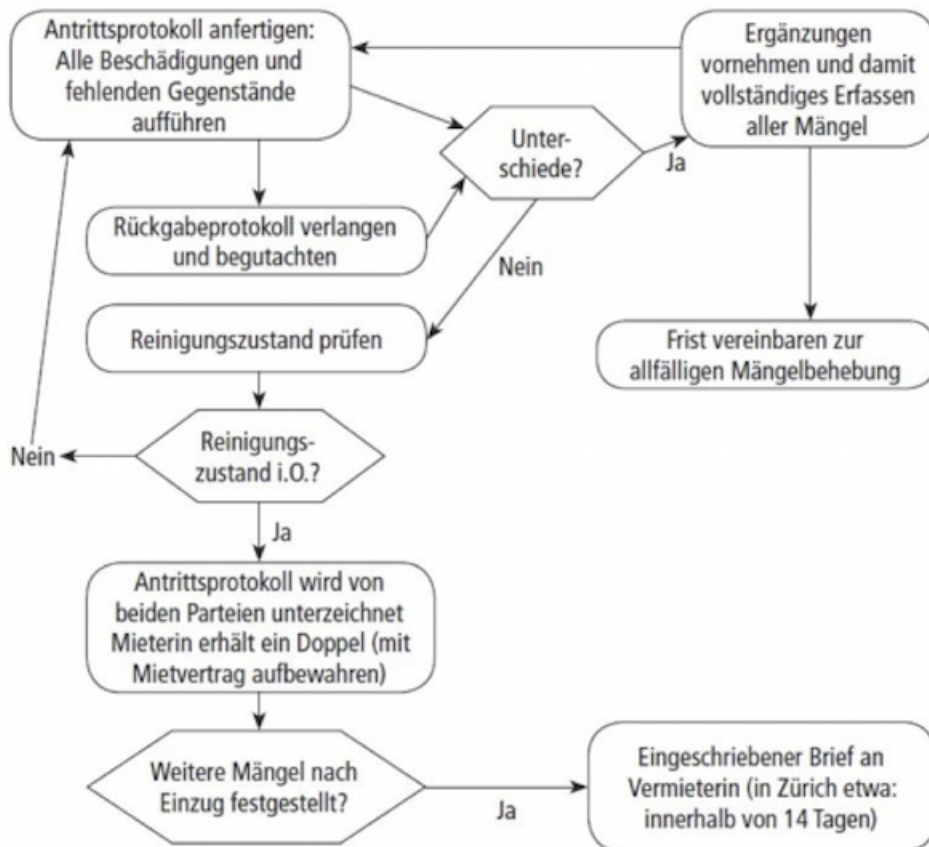 Antrittsprotokoll anfertigen:
Alle Beschädigungen und
fehlenden Gegenstände
aufführen
Ergänzungen
vornehmen und damit
vollständiges Erfassen
aller Mängel
Unter-
schiede?
Ja
Rückgabeprotokoll verlangen
und begutachten
Nein
Reinigungszustand prüfen
Frist vereinbaren zur
allfälligen Mängelbehebung
Reinigungs-
zustand i.O.?
Nein
Ja
Antrittsprotokoll wird von
beiden Parteien unterzeichnet
Mieterin erhält ein Doppel (mit
Mietvertrag aufbewahren)
Weitere Mängel nach
Einzug festgestellt?
Ja
Eingeschriebener Brief an
Vermieterin (in Zürich etwa:
innerhalb von 14 Tagen)